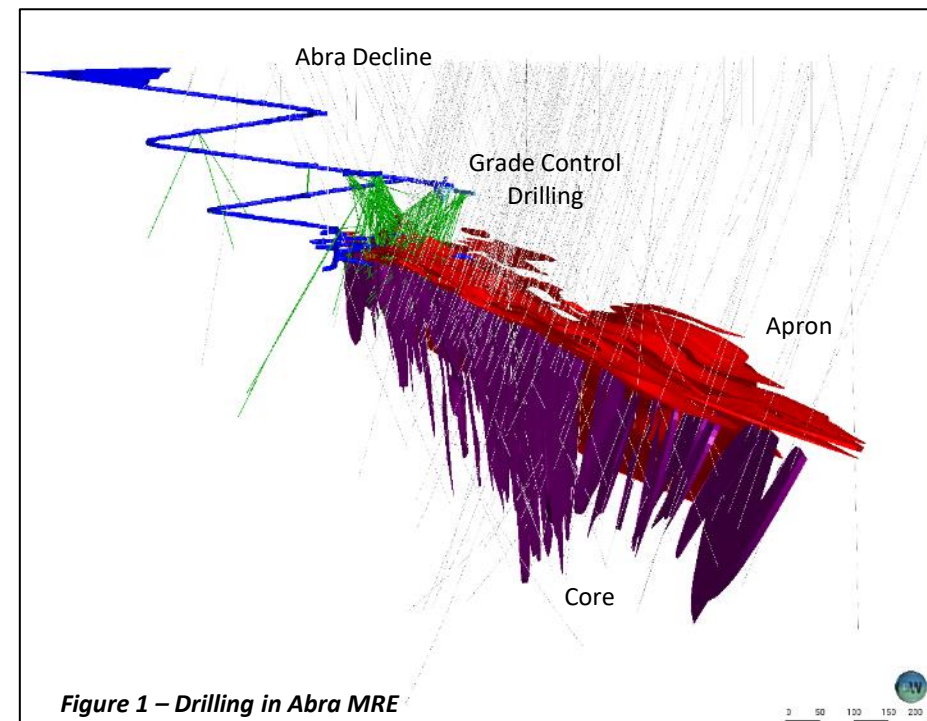 Abra Decline
Grade Control
Drilling
Apron
Core
W
Figure 1 – Drilling in Abra MRE
0 50 100 150 200